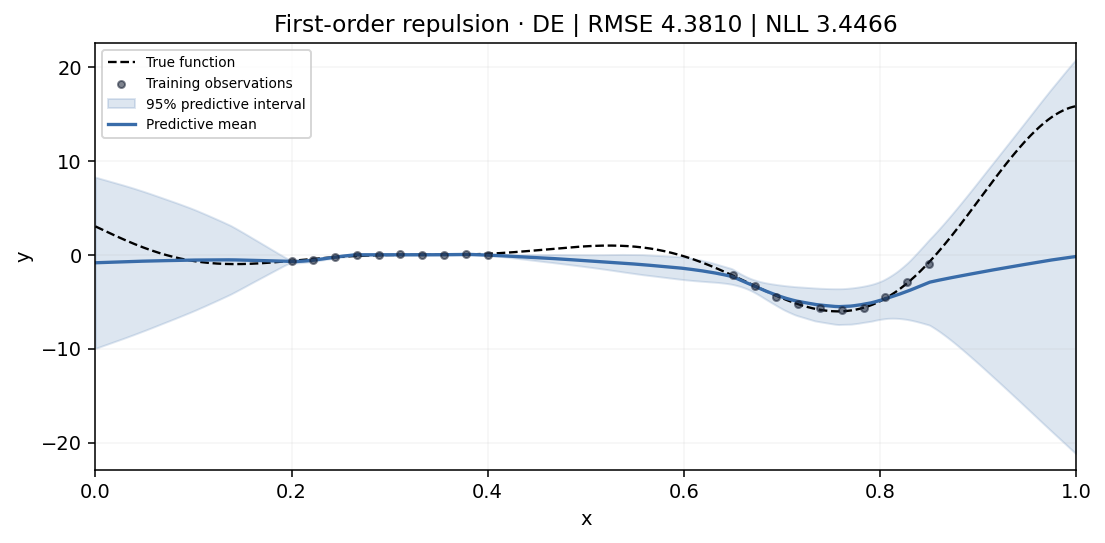 First-order repulsion · DE | RMSE 4.3810 | NLL 3.4466
True function
Training observations
95% predictive interval
Predictive mean
y
20
10
0
−10
−20
0.0 0.2 0.4 0.6 0.8 1.0
x